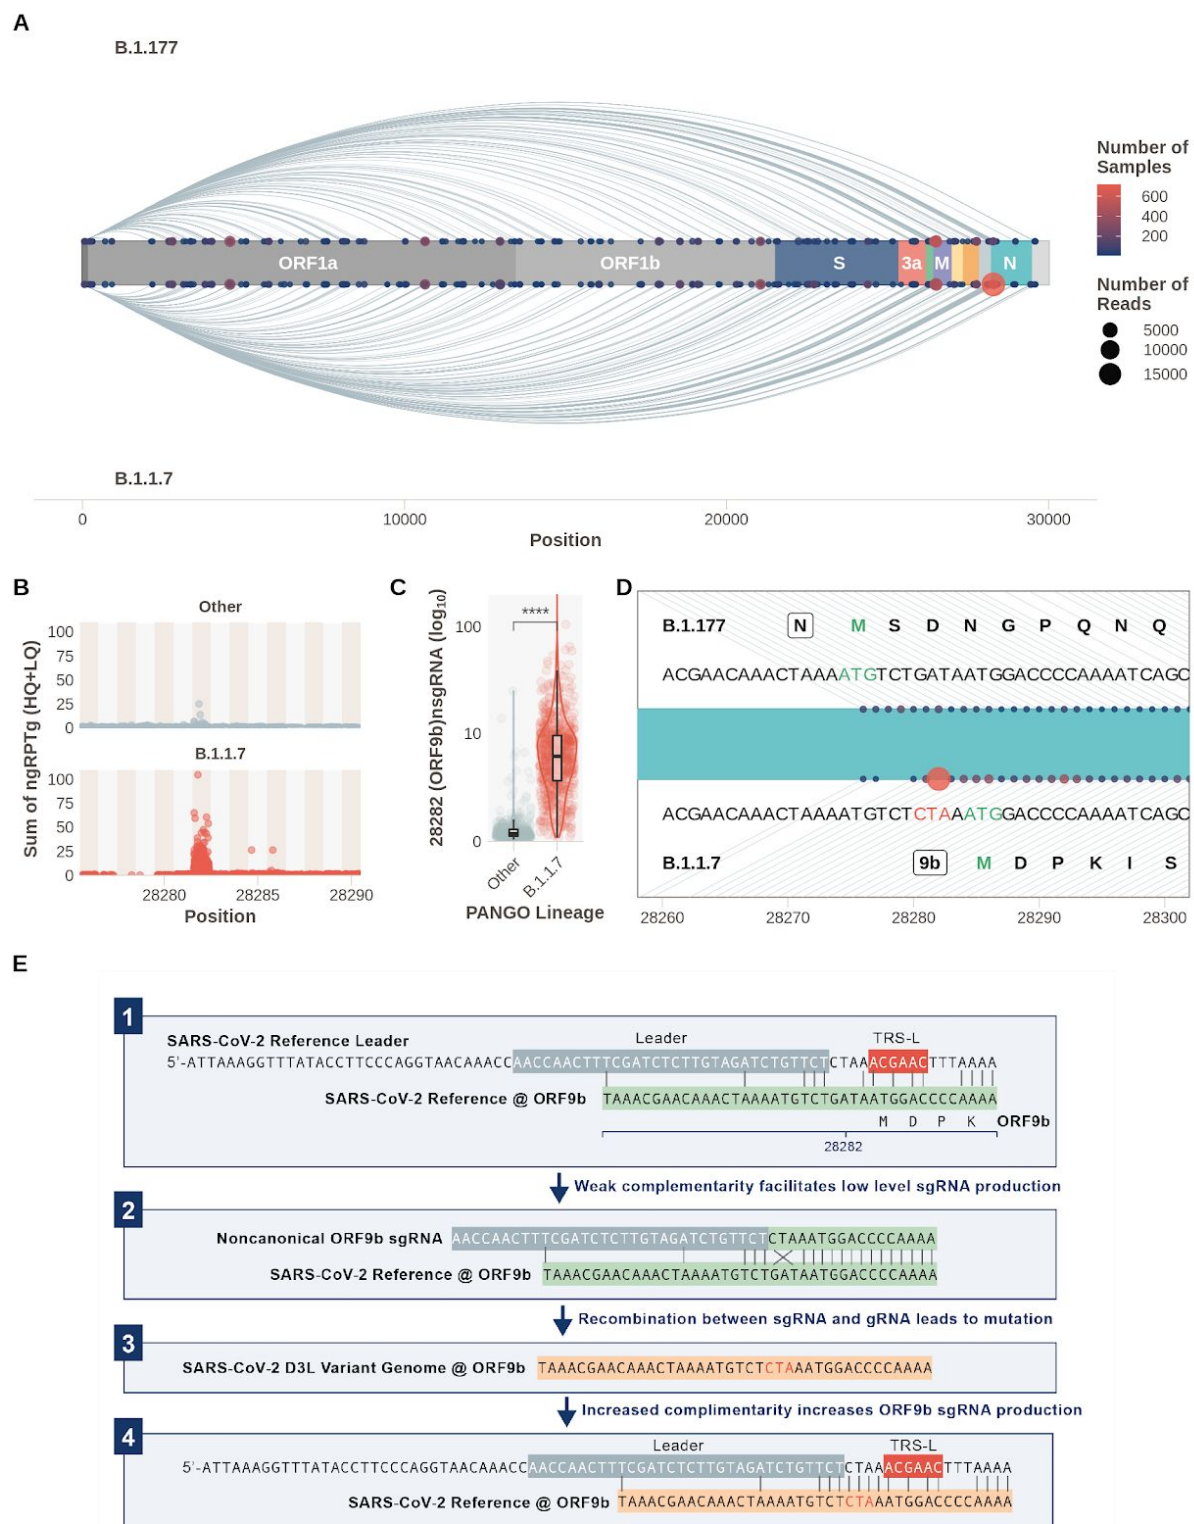 A
B.1.177
ORF1a
ORF1b
S
3a
M
N
Number of
Samples
600
400
200
Number of
Reads
5000
10000
15000
B.1.1.7
0
10000
20000
30000
Position
B
Other
100
75
50
25
0
B.1.1.7
100
75
50
25
0
Sum of ngRPTg (HQ+LQ)
28280
28285
28290
Position
C
28282 (ORF9b)nsgRNA (log10)
****
100
10
0
Other
B.1.1.7
PANGO Lineage
D
B.1.177 N M S D N G P Q N Q
ACGAACAAACTAAAATGTCTGATAATGGACCCCAAAATCAGC
ACGAACAAACTAAAATGTCTCTAAATGGACCCCAAAATCAGC
B.1.1.7 9b M D P K I S
28260
28270
28280
28290
28300
E
1
SARS-CoV-2 Reference Leader
Leader
TRS-L
5'-ATTAAAGGTTTATACCTTCCCAGGTAACAAACCAACCAACTTTCGATCTCTTGTAGATCTGTTCTCTAAACGAACTTTAAAA
SARS-CoV-2 Reference @ ORF9b TAAACGAACAAACTAAAATGTCTGATAATGGACCCCAAAA
M D P K ORF9b
28282
Weak complementarity facilitates low level sgRNA production
2
Noncanonical ORF9b sgRNA AACCAACTTTCGATCTCTTGTAGATCTGTTCTCTAAATGGACCCCAAAA
SARS-CoV-2 Reference @ ORF9b TAAACGAACAAACTAAAATGTCTGATAATGGACCCCAAAA
Recombination between sgRNA and gRNA leads to mutation
3
SARS-CoV-2 D3L Variant Genome @ ORF9b TAAACGAACAAACTAAAATGTCTCTAAATGGACCCCAAAA
Increased complimentarity increases ORF9b sgRNA production
4
Leader
TRS-L
5'-ATTAAAGGTTTATACCTTCCCAGGTAACAAACCAACCAACTTTCGATCTCTTGTAGATCTGTTCTCTAAACGAACTTTAAAA
SARS-CoV-2 Reference @ ORF9b TAAACGAACAAACTAAAATGTCTCTAAATGGACCCCAAAA